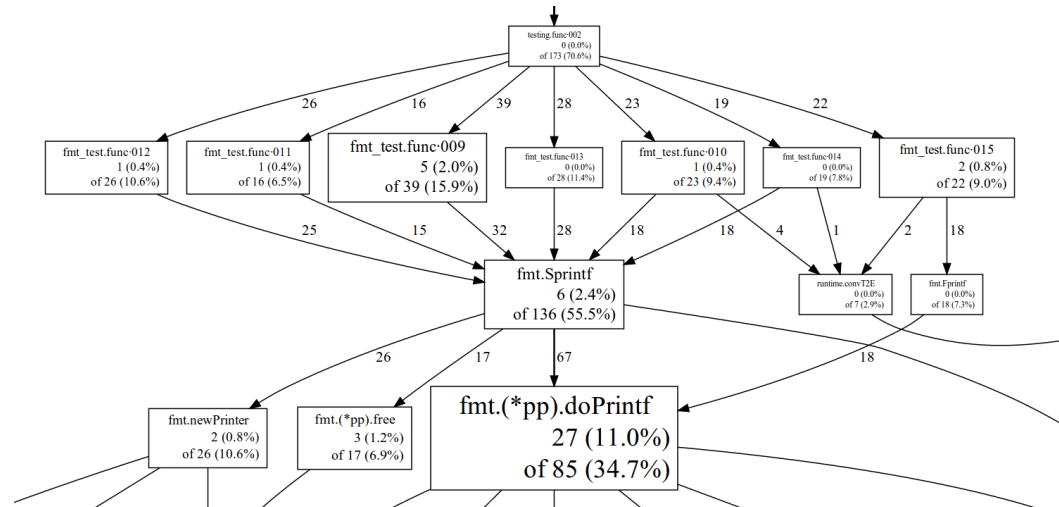 testing.func·002
0 (0.0%)
of 173 (70.6%)
26
16
39
28
23
19
22
fmt_test.func·012
1 (0.4%)
of 26 (10.6%)
fmt_test.func·011
1 (0.4%)
of 16 (6.5%)
fmt_test.func·009
5 (2.0%)
of 39 (15.9%)
fmt_test.func·013
0 (0.0%)
of 28 (11.4%)
fmt_test.func·010
1 (0.4%)
of 23 (9.4%)
fmt_test.func·014
0 (0.0%)
of 19 (7.8%)
fmt_test.func·015
2 (0.8%)
of 22 (9.0%)
25
15
32
28
18
18
4
1
2
18
fmt.Sprintf
6 (2.4%)
of 136 (55.5%)
runtime.convT2E
0 (0.0%)
of 7 (2.9%)
fmt.Fprintf
0 (0.0%)
of 18 (7.3%)
26
17
67
18
fmt.newPrinter
2 (0.8%)
of 26 (10.6%)
fmt.(*pp).free
3 (1.2%)
of 17 (6.9%)
fmt.(*pp).doPrintf
27 (11.0%)
of 85 (34.7%)